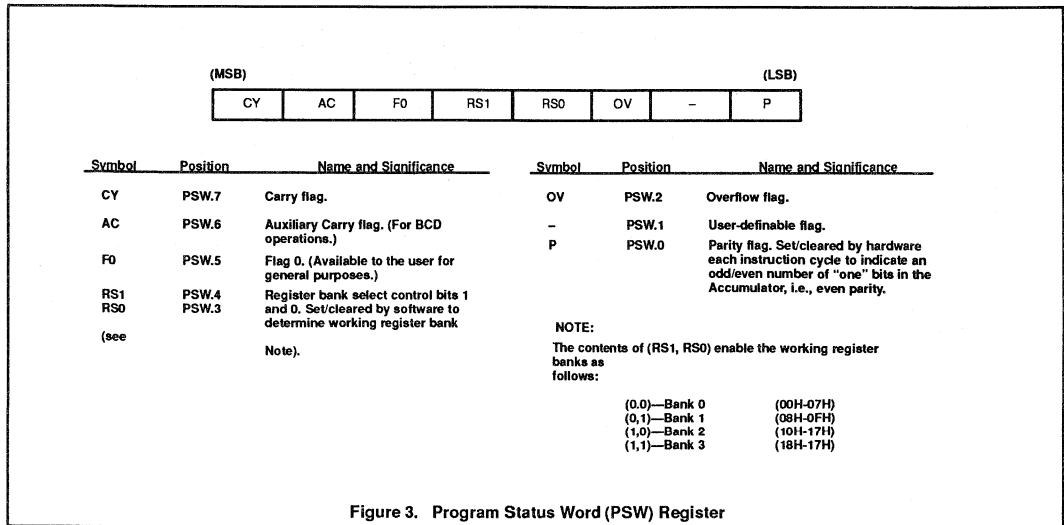 (MSB) (LSB)
CY AC F0 RS1 RS0 OV – P
Symbol Position Name and Significance
CY PSW.7 Carry flag.
AC PSW.6 Auxiliary Carry flag. (For BCD
operations.)
F0 PSW.5 Flag 0. (Available to the user for
general purposes.)
RS1 PSW.4 Register bank select control bits 1
RS0 PSW.3 and 0. Set/cleared by software to
determine working register bank
(see
Note).
Symbol Position Name and Significance
OV PSW.2 Overflow flag.
– PSW.1 User-definable flag.
P PSW.0 Parity flag. Set/cleared by hardware
each instruction cycle to indicate an
odd/even number of “one” bits in the
Accumulator, i.e., even parity.
NOTE:
The contents of (RS1, RS0) enable the working register
banks as
follows:
(0.0)—Bank 0 (00H-07H)
(0,1)—Bank 1 (08H-0FH)
(1,0)—Bank 2 (10H-17H)
(1,1)—Bank 3 (18H-17H)
Figure 3. Program Status Word (PSW) Register